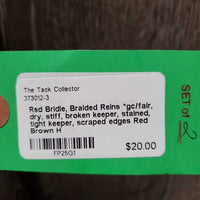 The Tack Collector
373012-3
Rsd Bridle, Braided Reins *gc/fair,
dry, stiff, broken keeper, stained,
tight keeper, scraped edges Red
Brown H
$20.00
FP25G1
SET of 2